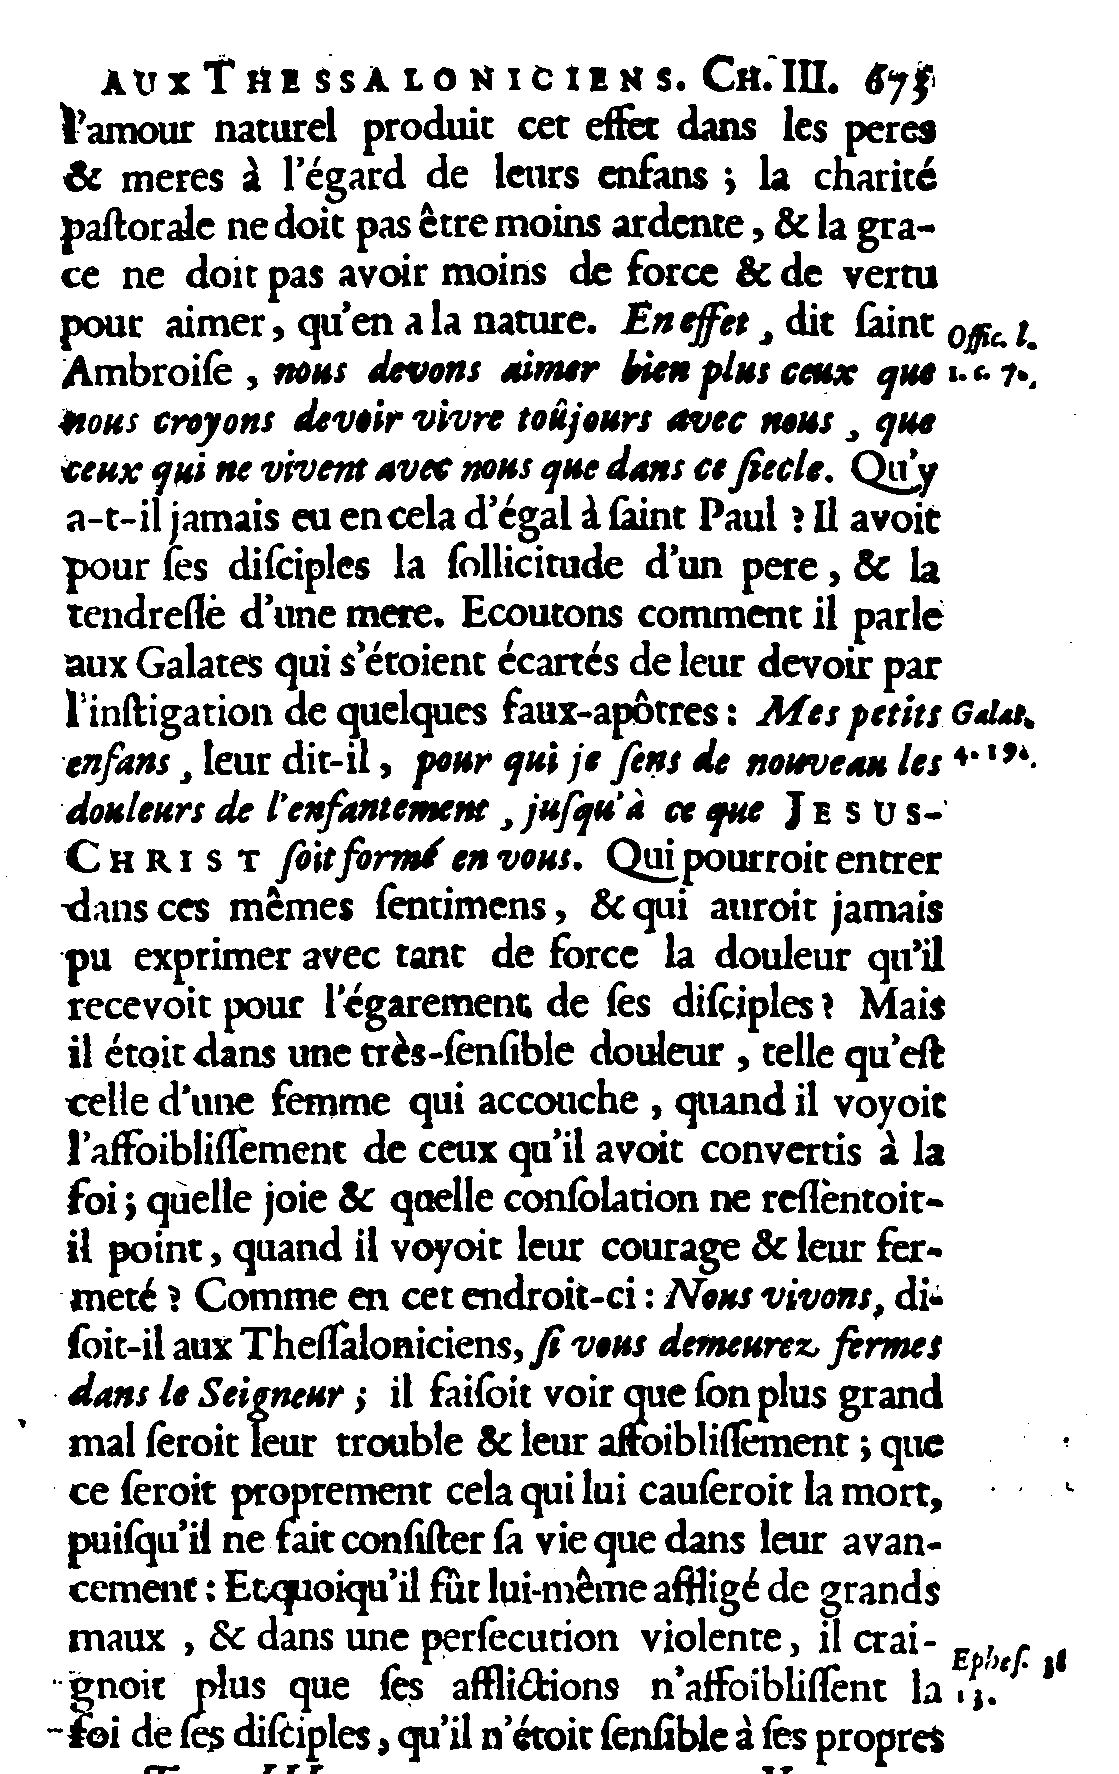 AUX THESSALONICIENS. CH. III. 675
l'amour naturel produit cet effet dans les peres
& meres à l'égard de leurs enfans ; la charité
paſtorale ne doit pas être moins ardente, & la gra-
ce ne doit pas avoir moins de force & de vertu
pour aimer, qu'en a la nature. En effet, dit ſaint
Offic. l.
Ambroiſe, nous devons aimer bien plus ceux que
1. c. 7.
nous croyons devoir vivre toûjours avec nous, que
ceux qui ne vivent avec nous que dans ce ſiecle. Qu'y
a-t-il jamais eu en cela d'égal à ſaint Paul ? Il avoit
pour ſes diſciples la ſollicitude d'un pere, & la
tendreſſe d'une mere. Ecoutons comment il parle
aux Galates qui s'étoient écartés de leur devoir par
l'inſtigation de quelques faux-apôtres : Mes petits
Galat.
enfans, leur dit-il, pour qui je ſens de nouveau les
4. 19.
douleurs de l'enfantement, juſqu'à ce que JESUS-
CHRIST ſoit formé en vous. Qui pourroit entrer
dans ces mêmes ſentimens, & qui auroit jamais
pu exprimer avec tant de force la douleur qu'il
recevoit pour l'égarement de ſes diſciples ? Mais
il étoit dans une très-ſenſible douleur, telle qu'eſt
celle d'une femme qui accouche, quand il voyoit
l'affoibliſſement de ceux qu'il avoit convertis à la
foi ; quelle joie & quelle conſolation ne reſſentoit-
il point, quand il voyoit leur courage & leur fer-
meté ? Comme en cet endroit-ci : Nous vivons, di-
ſoit-il aux Theſſaloniciens, ſi vous demeurez fermes
dans le Seigneur ; il faiſoit voir que ſon plus grand
mal ſeroit leur trouble & leur affoibliſſement ; que
ce ſeroit proprement cela qui lui cauſeroit la mort,
puiſqu'il ne fait conſiſter ſa vie que dans leur avan-
cement : Et quoiqu'il fût lui-même affligé de grands
maux, & dans une perſecution violente, il crai-
Epheſ. 3.
gnoit plus que ſes afflictions n'affoibliſſent la
13.
foi de ſes diſciples, qu'il n'étoit ſenſible à ſes propres